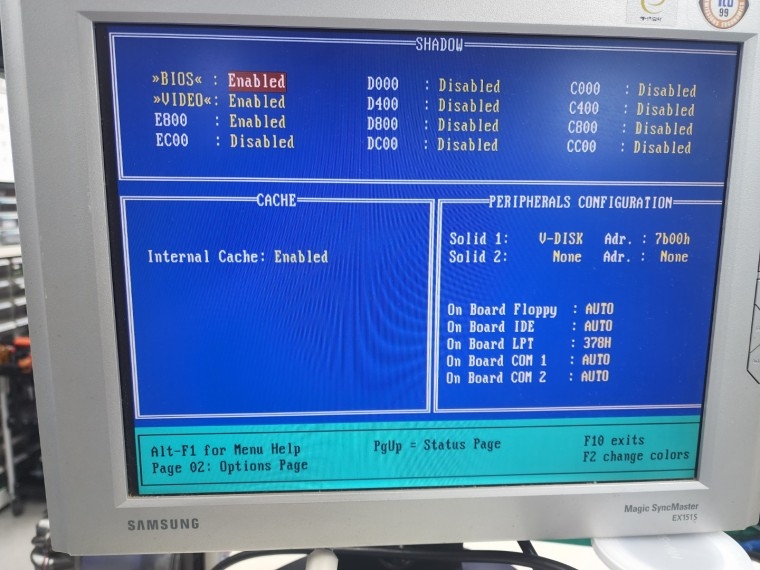 SHADOW
»BIOS« : Enabled D000 : Disabled C000 : Disabled
»VIDEO«: Enabled D400 : Disabled C400 : Disabled
E800 : Enabled D800 : Disabled C800 : Disabled
EC00 : Disabled DC00 : Disabled CC00 : Disabled
CACHE
Internal Cache: Enabled
PERIPHERALS CONFIGURATION
Solid 1: V-DISK Adr. : 7b00h
Solid 2: None Adr. : None
On Board Floppy : AUTO
On Board IDE : AUTO
On Board LPT : 378H
On Board COM 1 : AUTO
On Board COM 2 : AUTO
Alt-F1 for Menu Help PgUp = Status Page F10 exits
Page 02: Options Page F2 change colors
SAMSUNG
Magic SyncMaster
EX151S
99